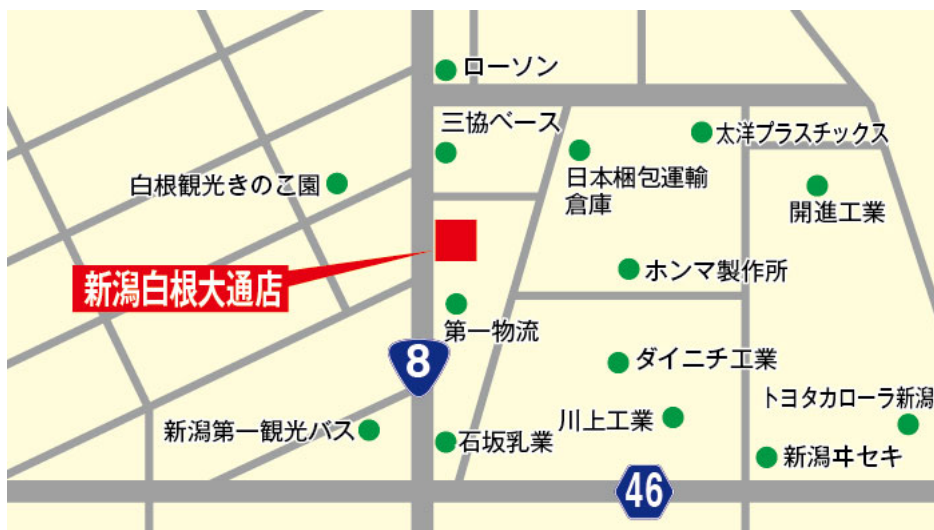 ローソン
三協ベース
太洋プラスチックス
日本梱包運輸
倉庫
白根観光きのこ園
開進工業
新潟白根大通店
ホンマ製作所
第一物流
8
ダイニチ工業
トヨタカローラ新潟
川上工業
新潟第一観光バス
石坂乳業
新潟ヰセキ
46